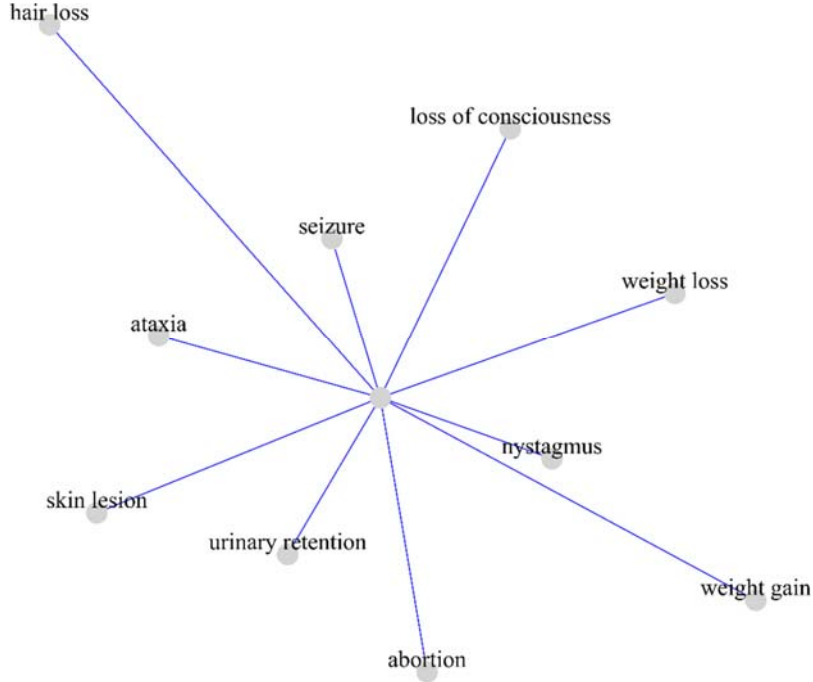 hair loss
loss of consciousness
seizure
weight loss
ataxia
nystagmus
skin lesion
urinary retention
weight gain
abortion